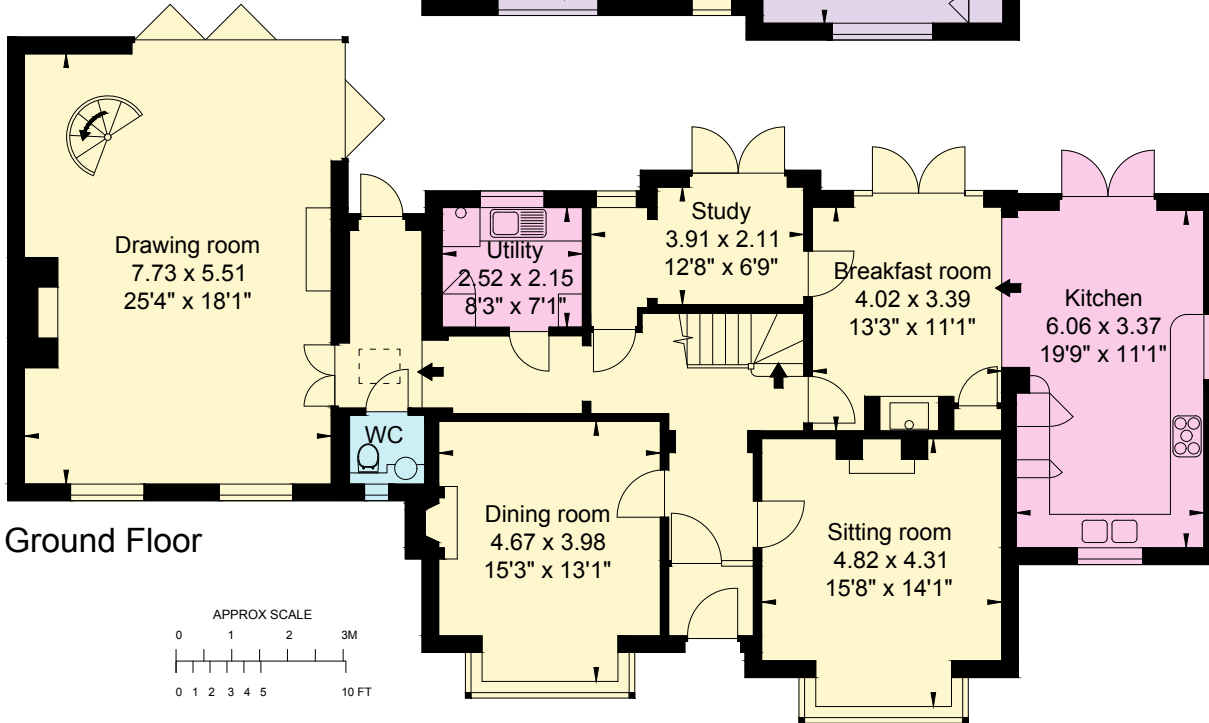 Drawing room
7.73 x 5.51
25'4" x 18'1"
Utility
2.52 x 2.15
8'3" x 7'1"
Study
3.91 x 2.11
12'8" x 6'9"
Breakfast room
4.02 x 3.39
13'3" x 11'1"
Kitchen
6.06 x 3.37
19'9" x 11'1"
WC
Dining room
4.67 x 3.98
15'3" x 13'1"
Sitting room
4.82 x 4.31
15'8" x 14'1"
Ground Floor
APPROX SCALE
0 1 2 3M
0 1 2 3 4 5 10 FT